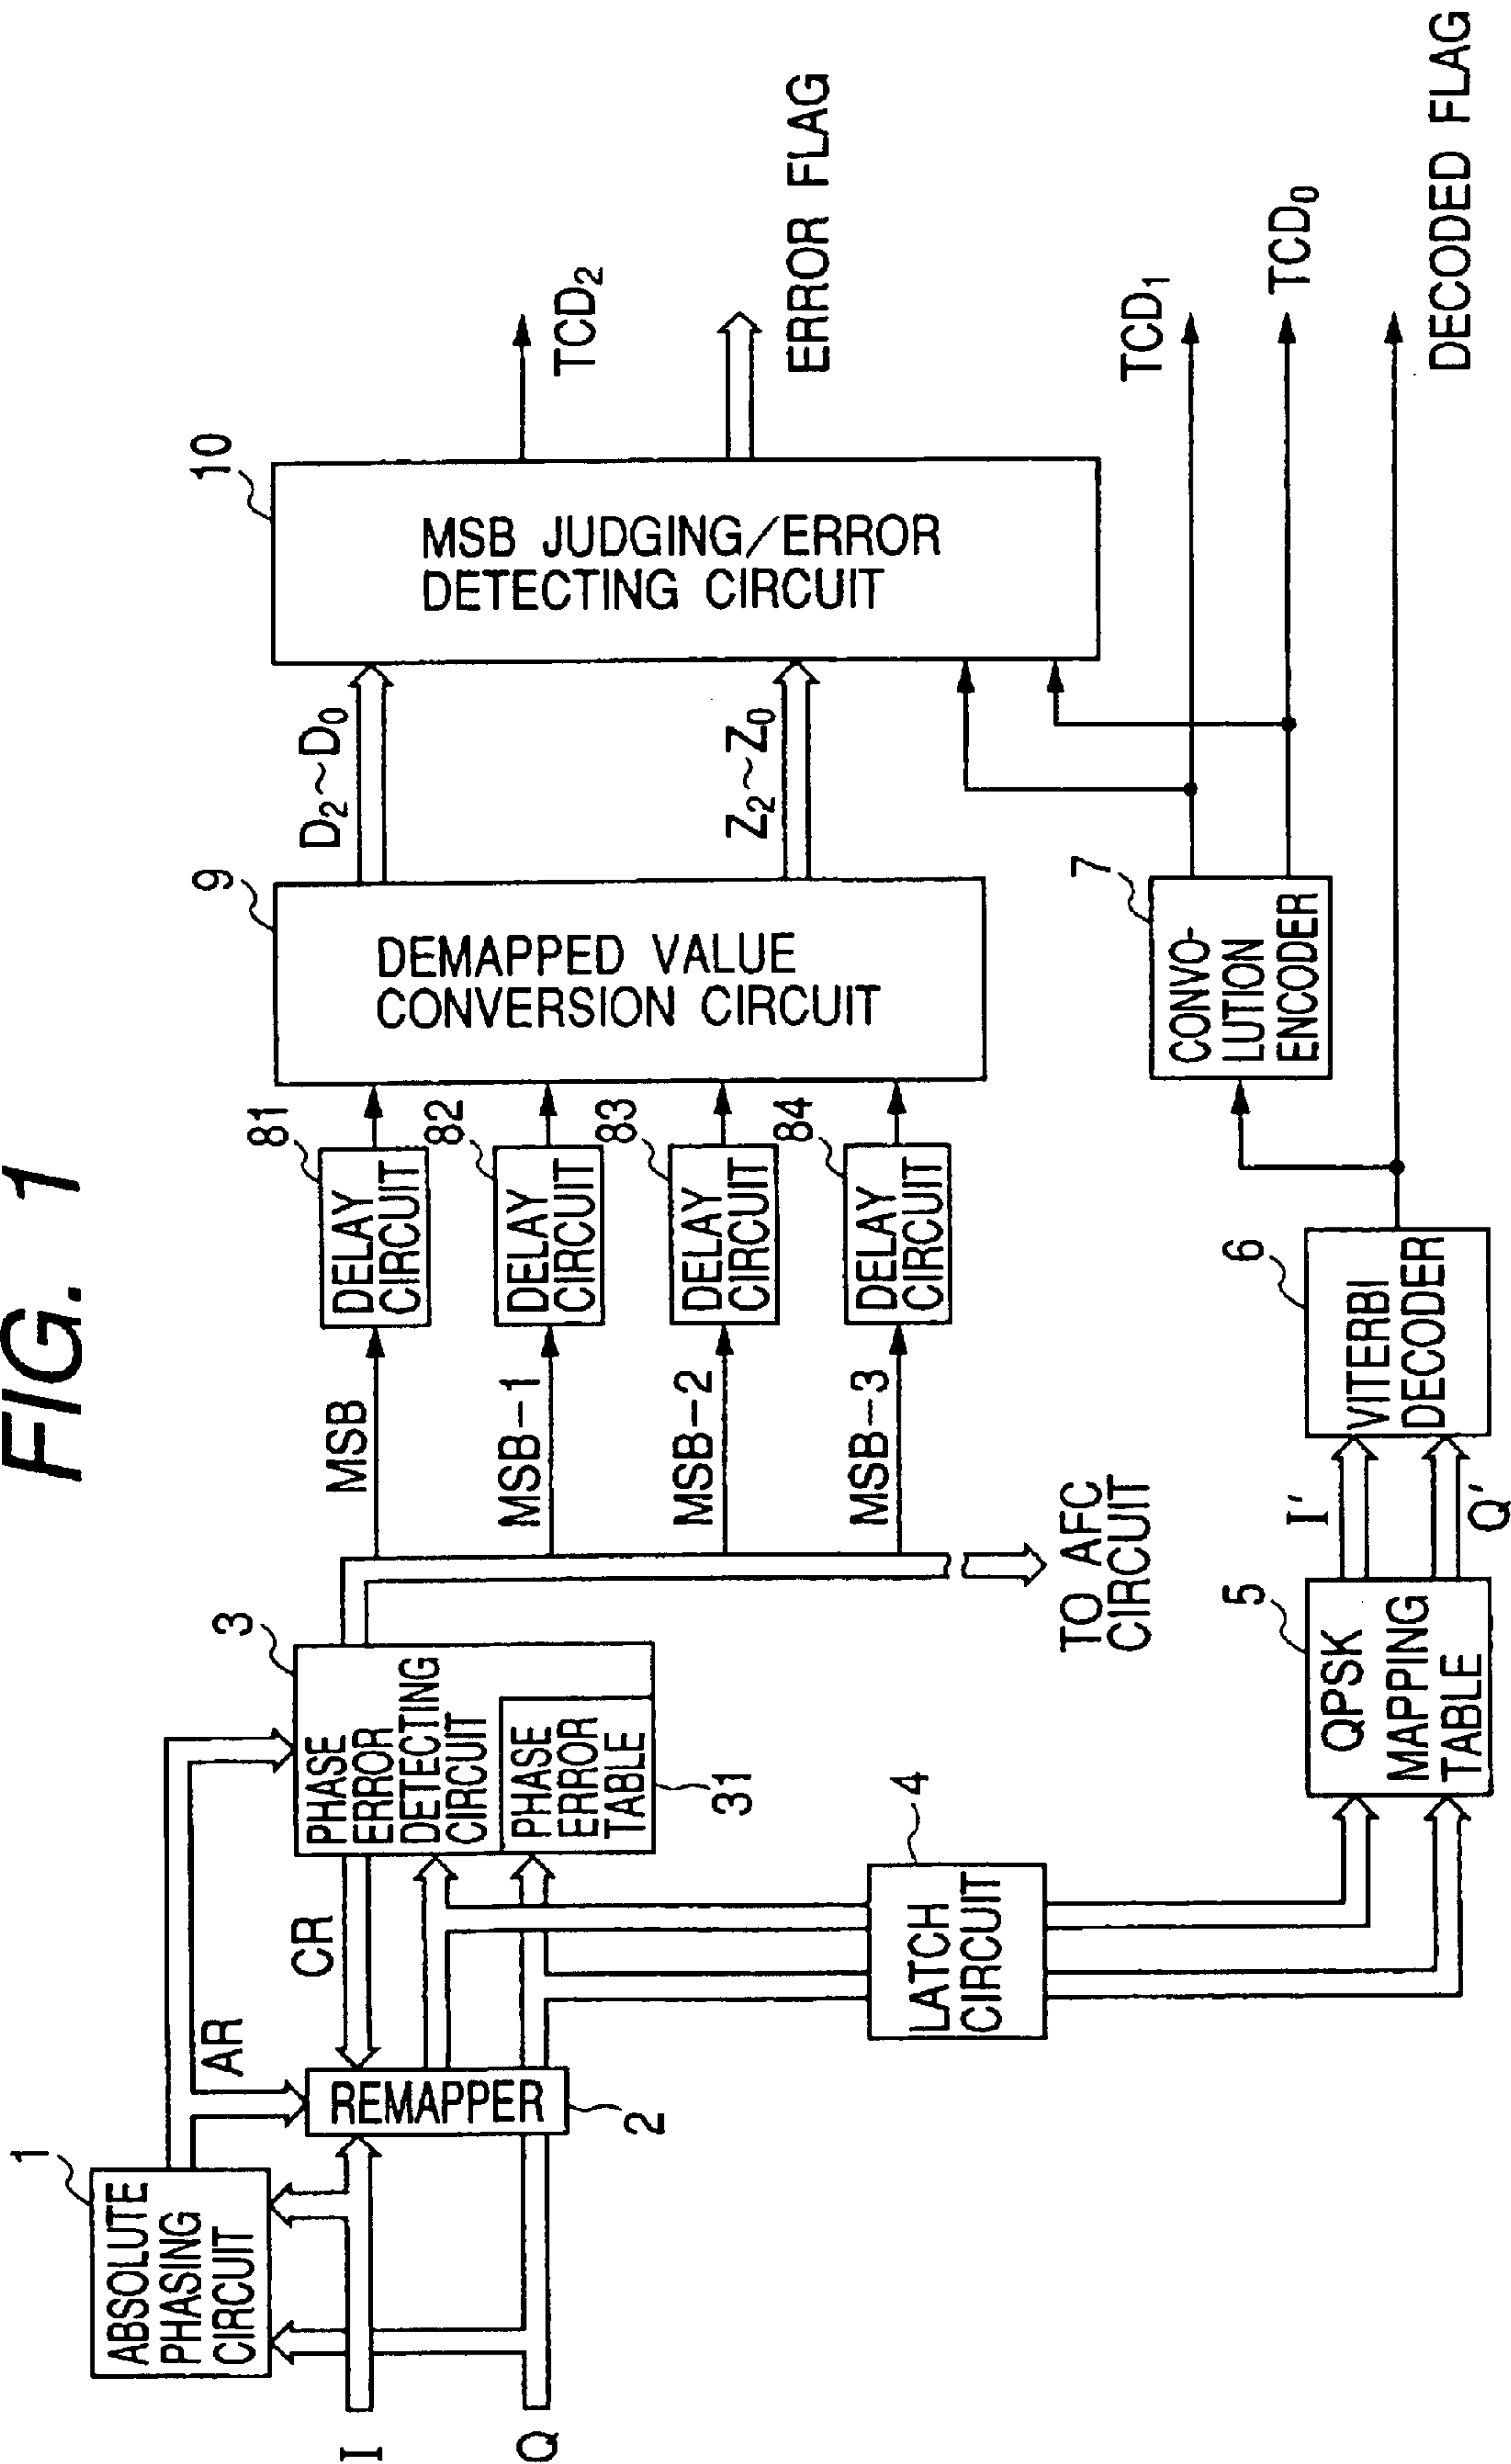 FIG. 1
I
Q
1
ABSOLUTE
PHASING
CIRCUIT
AR
REMAPPER
2
CR
3
PHASE
ERROR
DETECTING
CIRCUIT
PHASE
ERROR
TABLE
31
TO AFC
CIRCUIT
MSB
MSB-1
MSB-2
MSB-3
81
DELAY
CIRCUIT
82
DELAY
CIRCUIT
83
DELAY
CIRCUIT
84
DELAY
CIRCUIT
9
DEMAPPED VALUE
CONVERSION CIRCUIT
D₂~D₀
Z₂~Z₀
10
MSB JUDGING/ERROR
DETECTING CIRCUIT
TCD₂
ERROR FLAG
4
LATCH
CIRCUIT
5
QPSK
MAPPING
TABLE
I'
Q'
6
VITERBI
DECODER
7
CONVO-
LUTION
ENCODER
TCD₁
TCD₀
DECODED FLAG